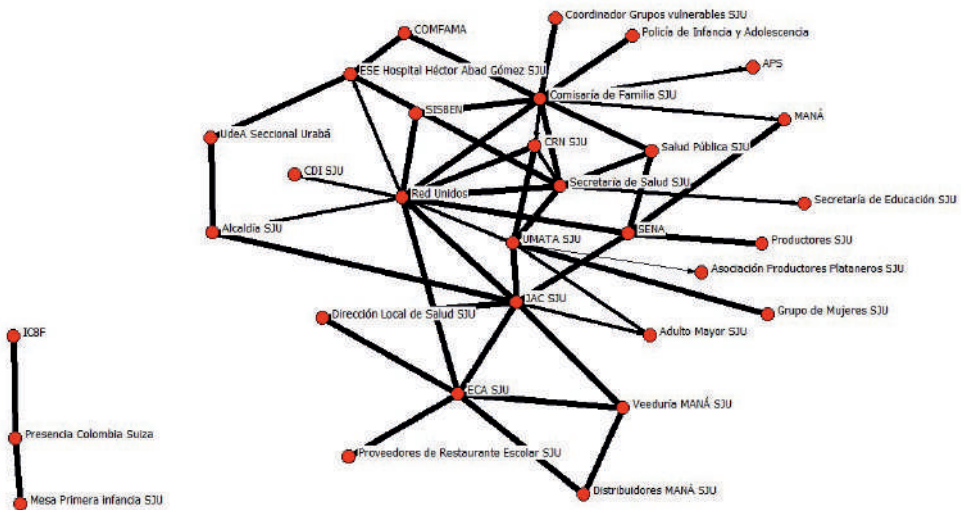 Coordinador Grupos vulnerables SJU
COMFAMA
Policía de Infancia y Adolescencia
APS
ESE Hospital Héctor Abad Gómez SJU
Comisaría de Familia SJU
SISBEN
MANÁ
UdeA Seccional Urabá
CRN SJU
Salud Pública SJU
CDI SJU
Secretaría de Salud SJU
Red Unidos
Secretaría de Educación SJU
Alcaldía SJU
SENA
UMATA SJU
Productores SJU
Asociación Productores Plataneros SJU
JAC SJU
Dirección Local de Salud SJU
Grupo de Mujeres SJU
Adulto Mayor SJU
ICBF
ECA SJU
Veeduría MANÁ SJU
Presencia Colombia Suiza
Proveedores de Restaurante Escolar SJU
Distribuidores MANÁ SJU
Mesa Primera infancia SJU